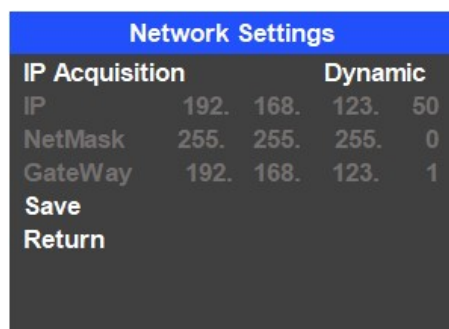 Network Settings
IP Acquisition Dynamic
IP 192. 168. 123. 50
NetMask 255. 255. 255. 0
GateWay 192. 168. 123. 1
Save
Return